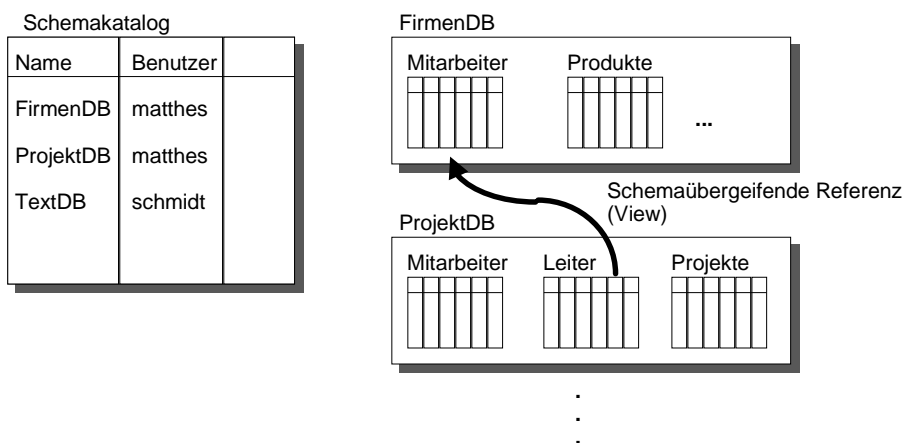 Schemakatalog
Name Benutzer
FirmenDB matthes
ProjektDB matthes
TextDB schmidt
FirmenDB
Mitarbeiter Produkte
...
Schemaübergeifende Referenz
(View)
ProjektDB
Mitarbeiter Leiter Projekte
.
.
.